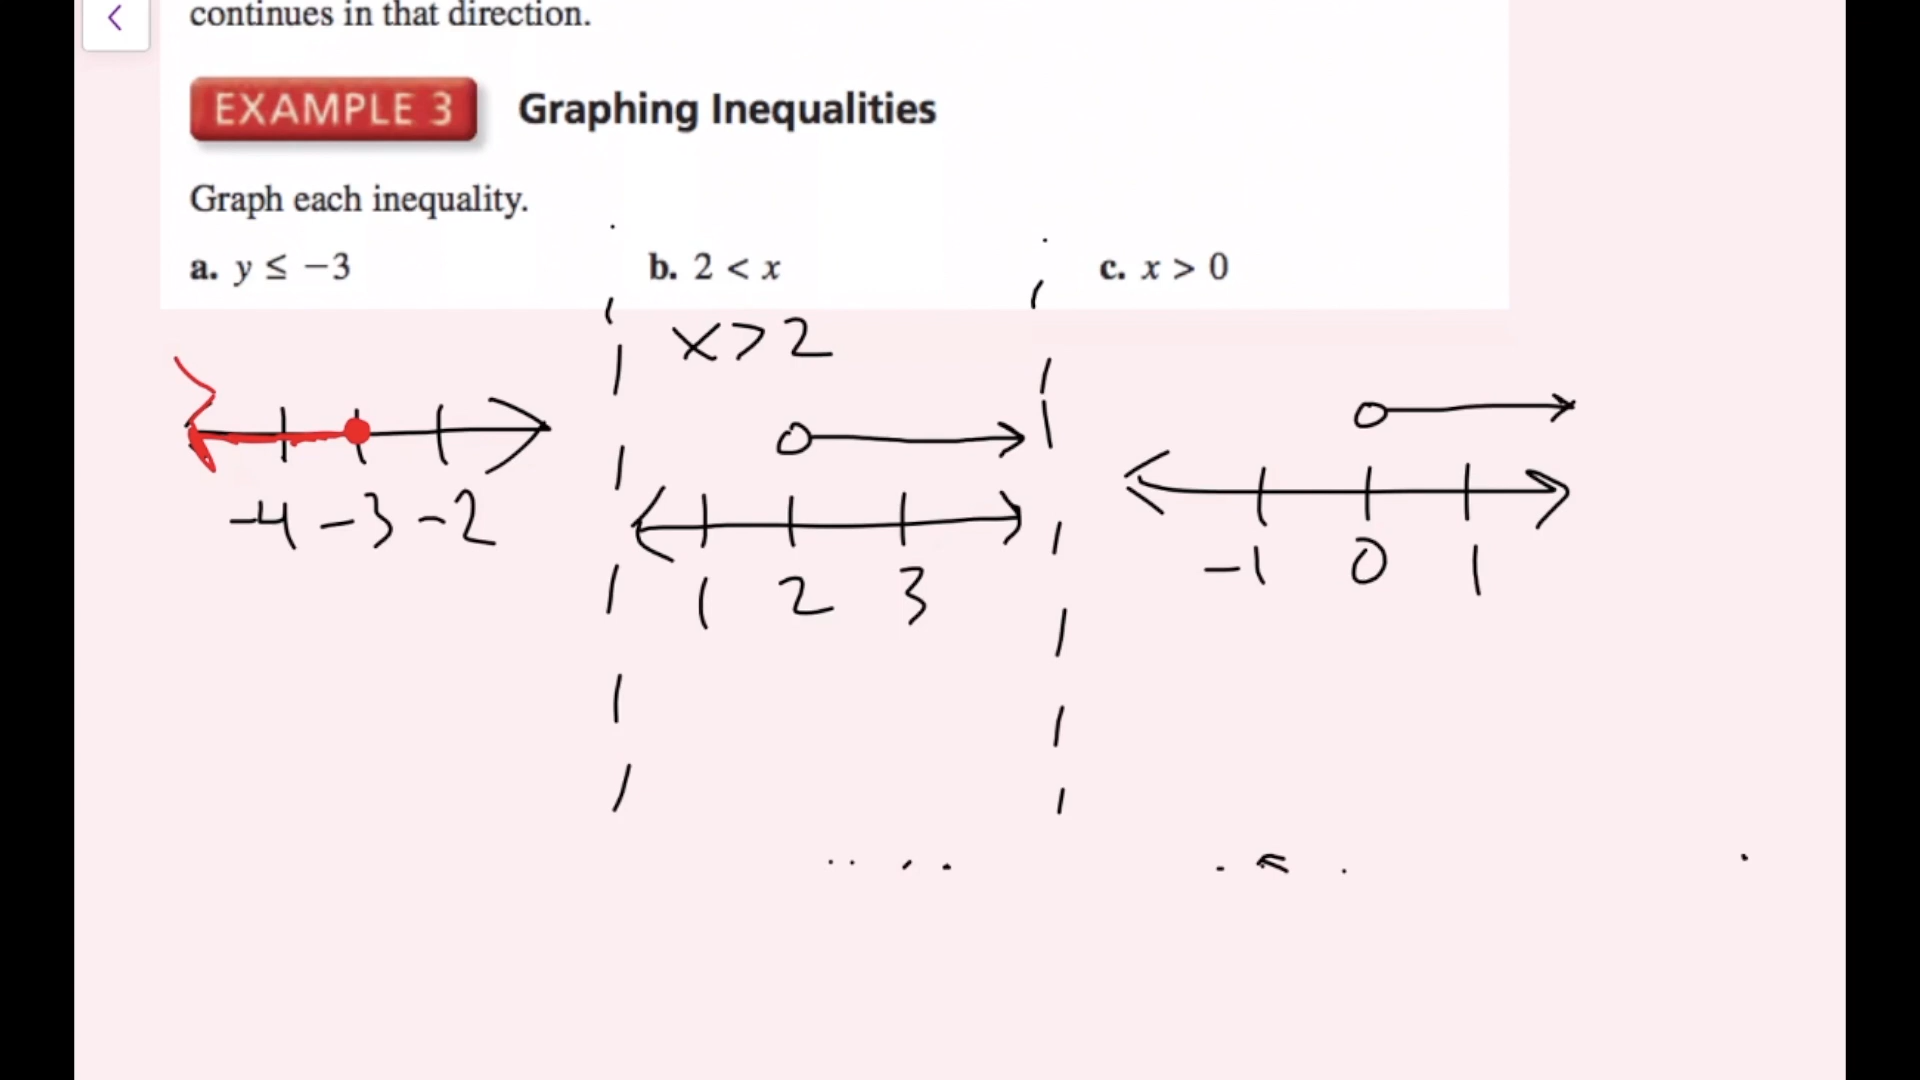 continues in that direction.
EXAMPLE 3 Graphing Inequalities
Graph each inequality.
a. y ≤ −3 b. 2 < x c. x > 0
x > 2
-4 -3 -2
1 2 3
-1 0 1